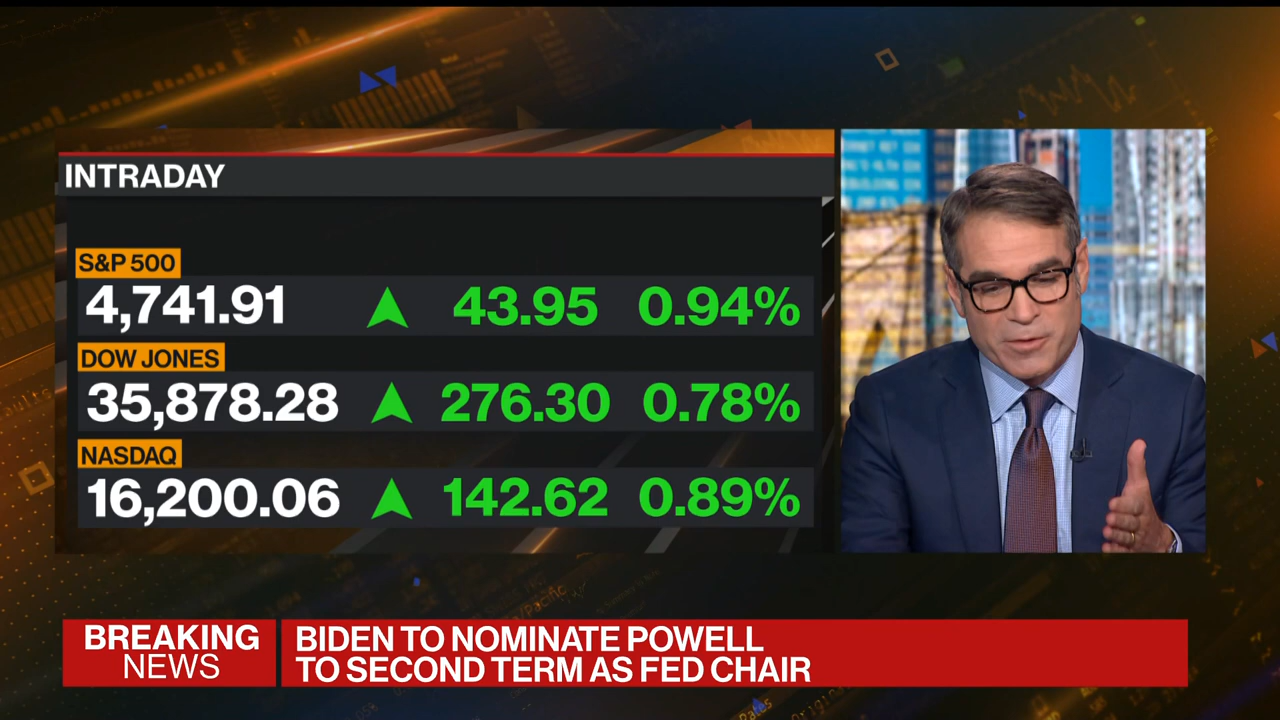 INTRADAY
S&P 500
4,741.91 ▲ 43.95 0.94%
DOW JONES
35,878.28 ▲ 276.30 0.78%
NASDAQ
16,200.06 ▲ 142.62 0.89%
BREAKING
NEWS
BIDEN TO NOMINATE POWELL
TO SECOND TERM AS FED CHAIR